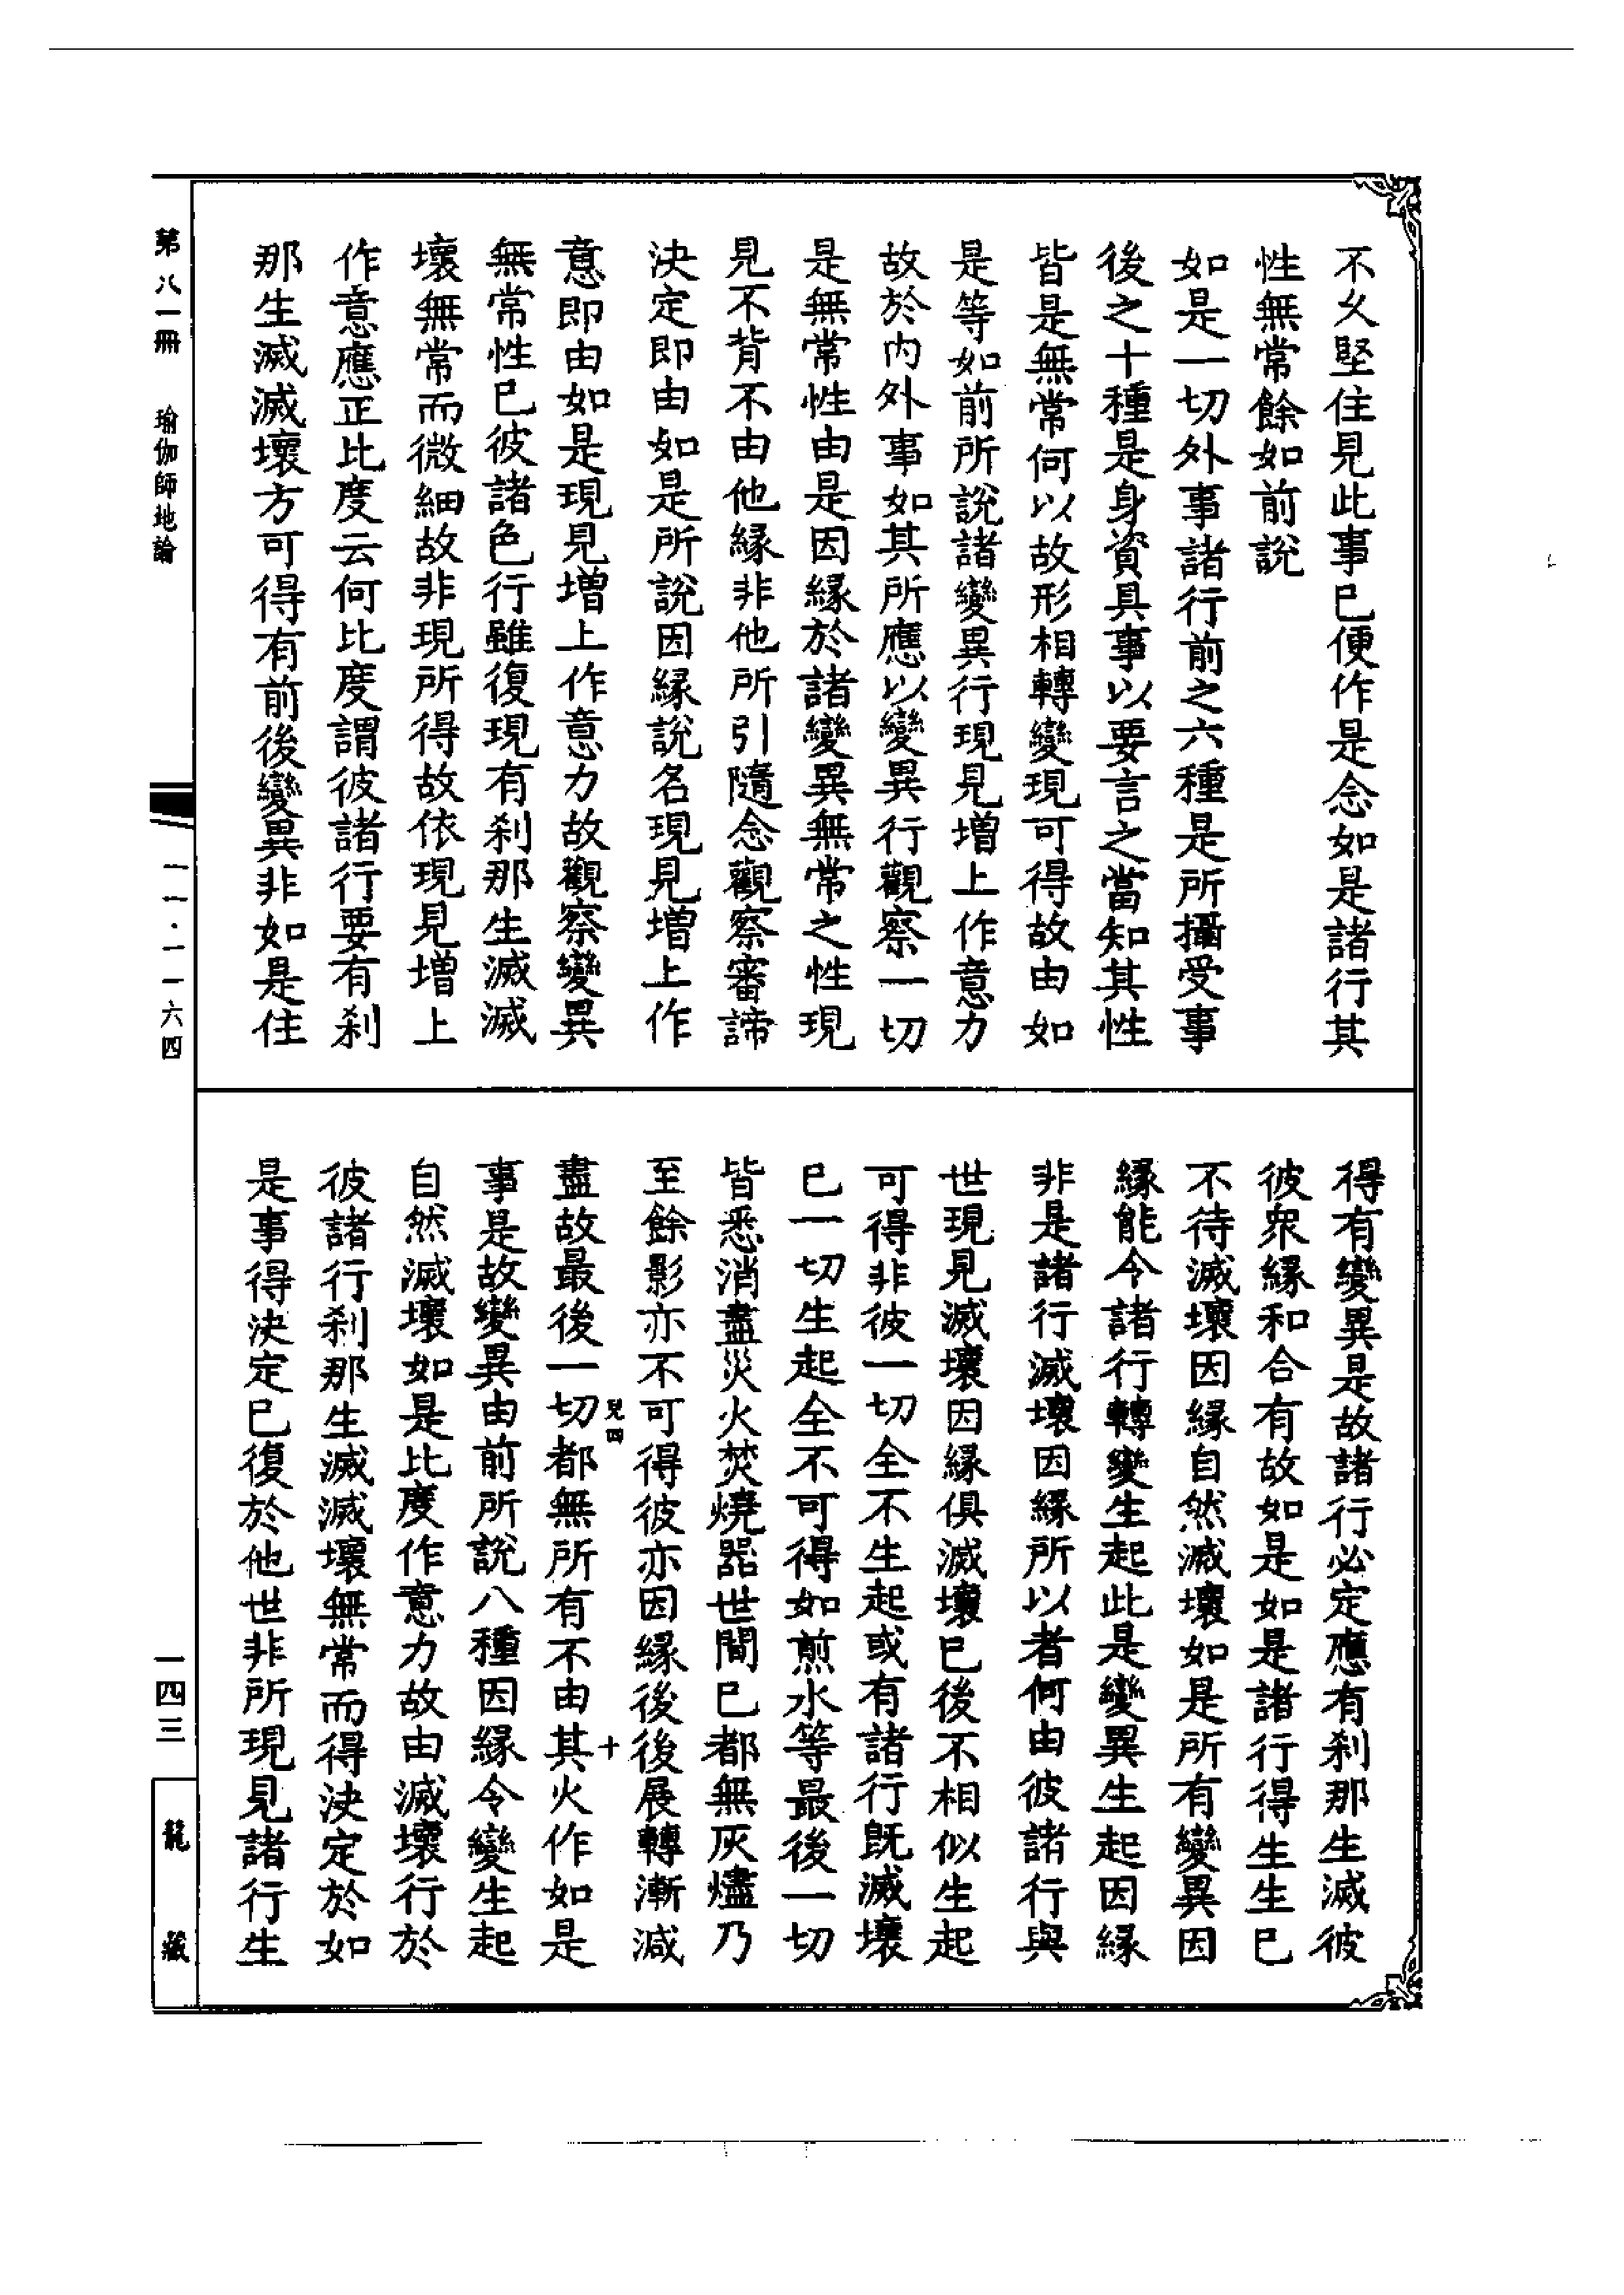 不久堅住見此事已便作是念如是諸行其
性無常餘如前說
如是一切外事諸行前之六種是所攝受事
後之十種是身資具事以要言之當知其性
皆是無常何以故形相轉變現可得故由如
是等如前所說諸變異行現見增上作意力
故於內外事如其所應以變異行觀察一切
是無常性由是因緣於諸變異無常之性現
見不背不由他緣非他所引隨念觀察審諦
決定即由如是所說因緣說名現見增上作
意即由如是現見增上作意力故觀察變異
無常性已彼諸色行雖復現有剎那生滅滅
壞無常而微細故非現所得故依現見增上
作意應正比度云何比度謂彼諸行要有剎
那生滅滅壞方可得有前後變異非如是住
得有變異是故諸行必定應有剎那生滅彼
彼眾緣和合有故如是如是諸行得生生已
不待滅壞因緣自然滅壞如是所有變異因
緣能令諸行轉變生起此是變異生起因緣
非是諸行滅壞因緣所以者何由彼諸行與
世現見滅壞因緣俱滅壞已後不相似生起
可得非彼一切全不生起或有諸行既滅壞
已一切生起全不可得如煎水等最後一切
皆悉消盡災火焚燒器世間已都無灰燼乃
至餘影亦不可得彼亦因緣後後展轉漸減
盡故最後一切都無所有不由其火作如是
事是故變異由前所說八種因緣令變生起
自然滅壞如是比度作意力故由滅壞行於
彼諸行剎那生滅滅壞無常而得決定於如
是事得決定已復於他世非所現見諸行生
兒四
十
第八一冊 瑜伽師地論
一一·一一六四
一四三
龍藏